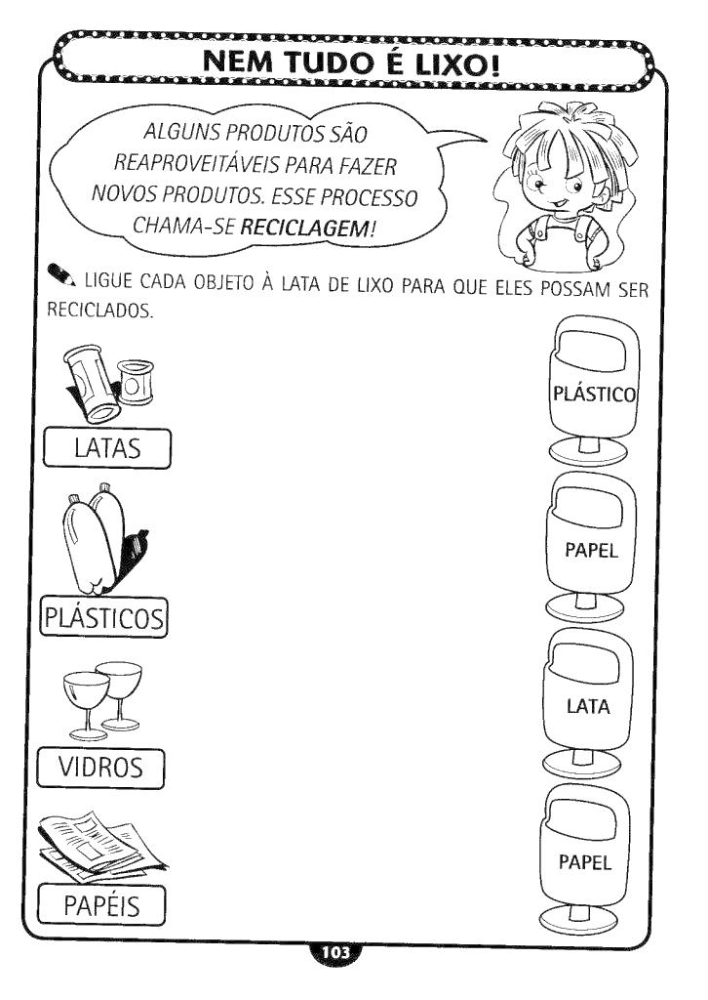 NEM TUDO É LIXO!
ALGUNS PRODUTOS SÃO
REAPROVEITÁVEIS PARA FAZER
NOVOS PRODUTOS. ESSE PROCESSO
CHAMA-SE RECICLAGEM!
LIGUE CADA OBJETO À LATA DE LIXO PARA QUE ELES POSSAM SER
RECICLADOS.
LATAS
PLÁSTICO
PLÁSTICOS
PAPEL
VIDROS
LATA
PAPÉIS
PAPEL
103